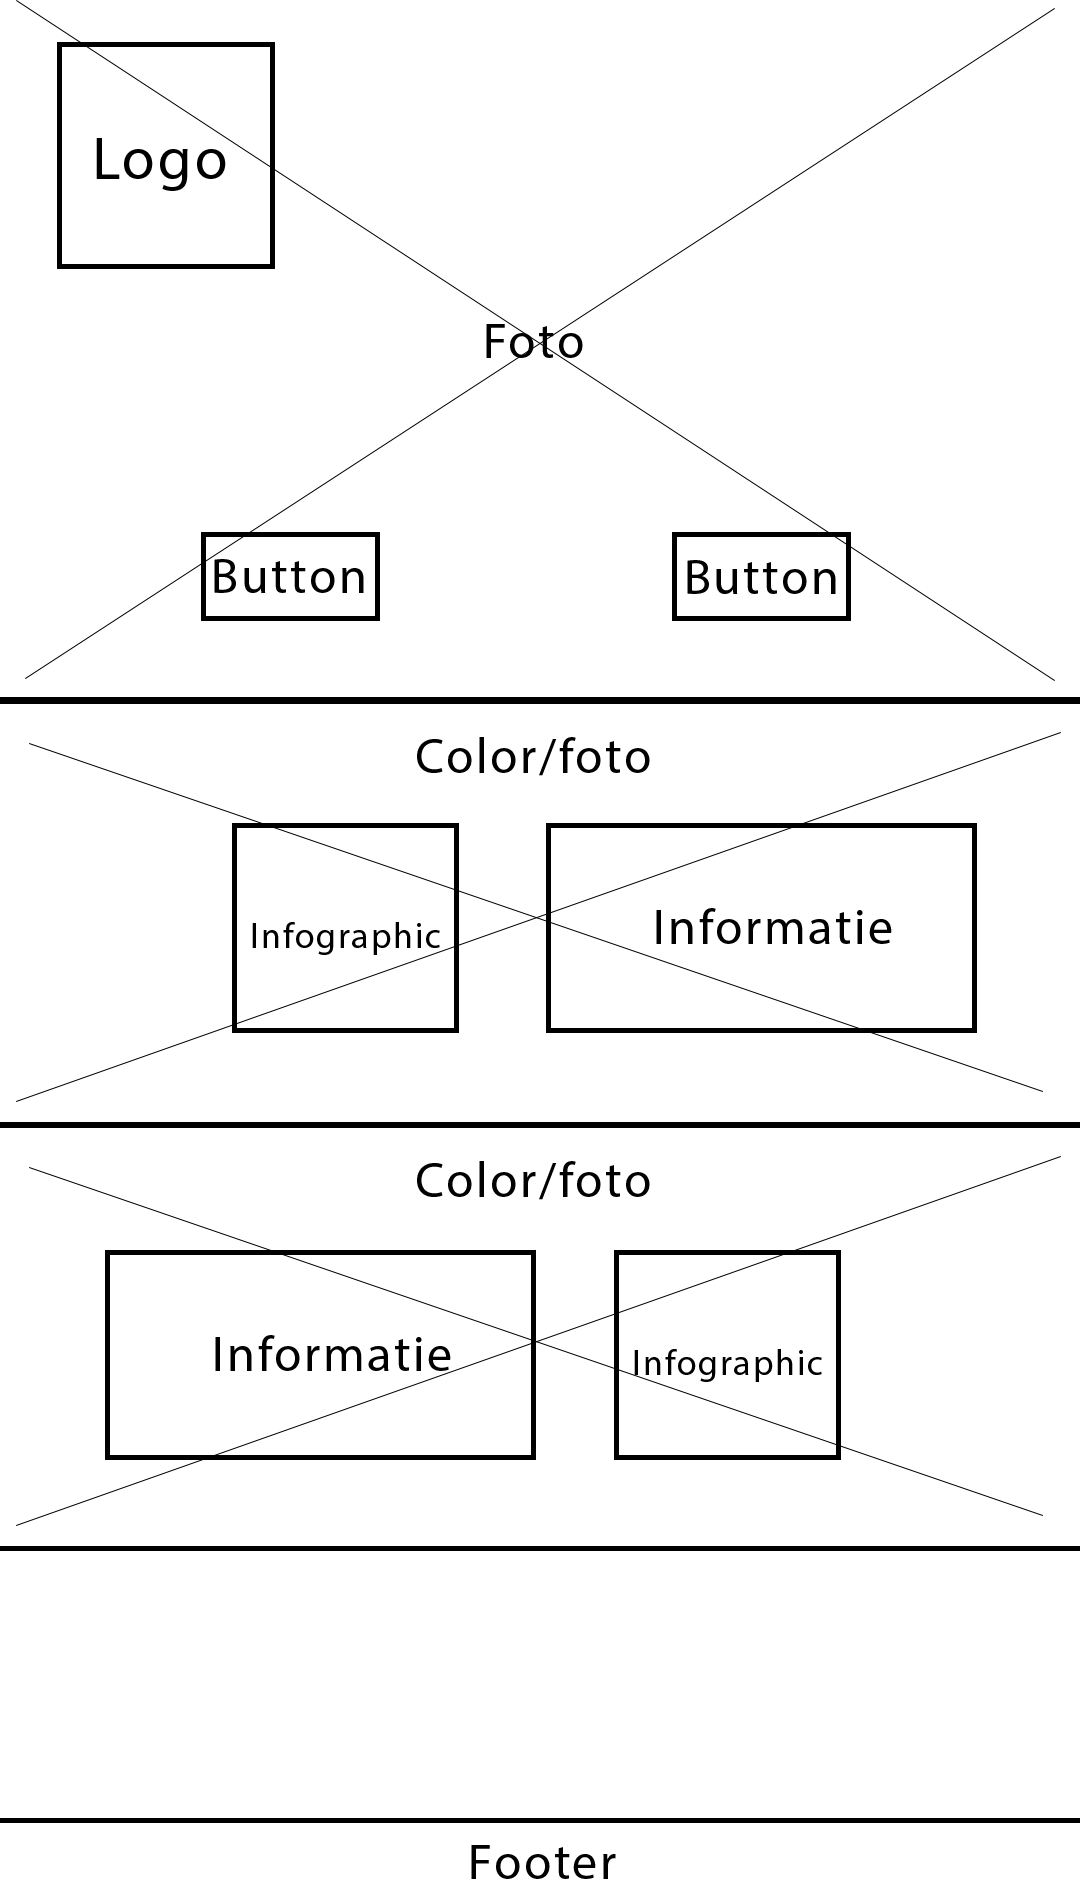 Logo
Foto
Button
Button
Color/foto
Infographic
Informatie
Color/foto
Informatie
Infographic
Footer